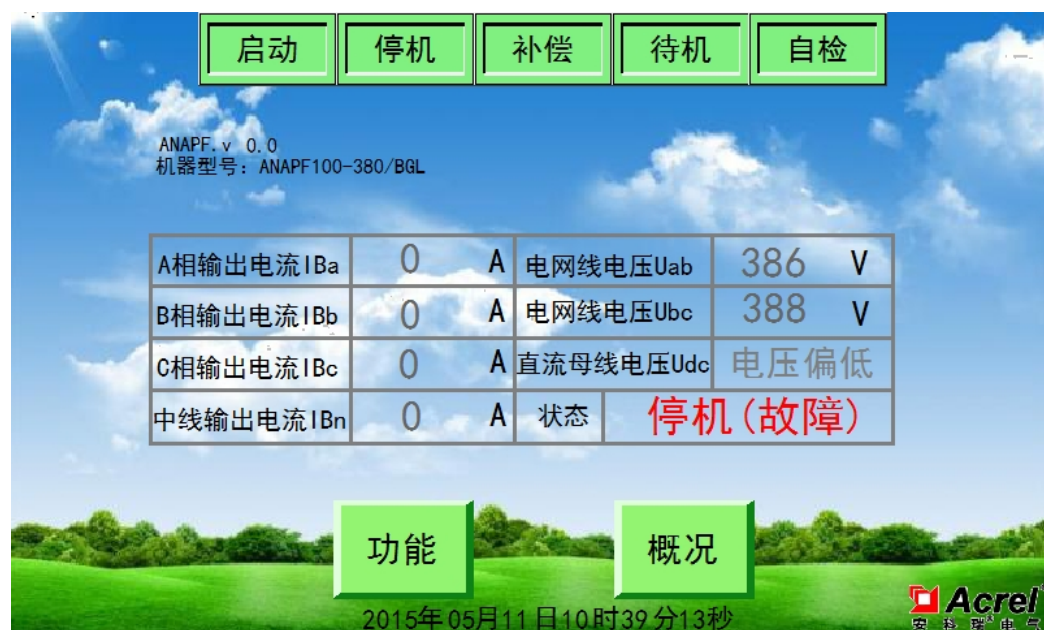 启动 停机 补偿 待机 自检
ANAPF.v 0.0
机器型号：ANAPF100-380/BGL
A相输出电流IBa 0 A 电网线电压Uab 386 V
B相输出电流IBb 0 A 电网线电压Ubc 388 V
C相输出电流IBc 0 A 直流母线电压Udc 电压偏低
中线输出电流IBn 0 A 状态 停机(故障)
功能 概况
2015年05月11日10时39分13秒
Acrel
安科瑞电气